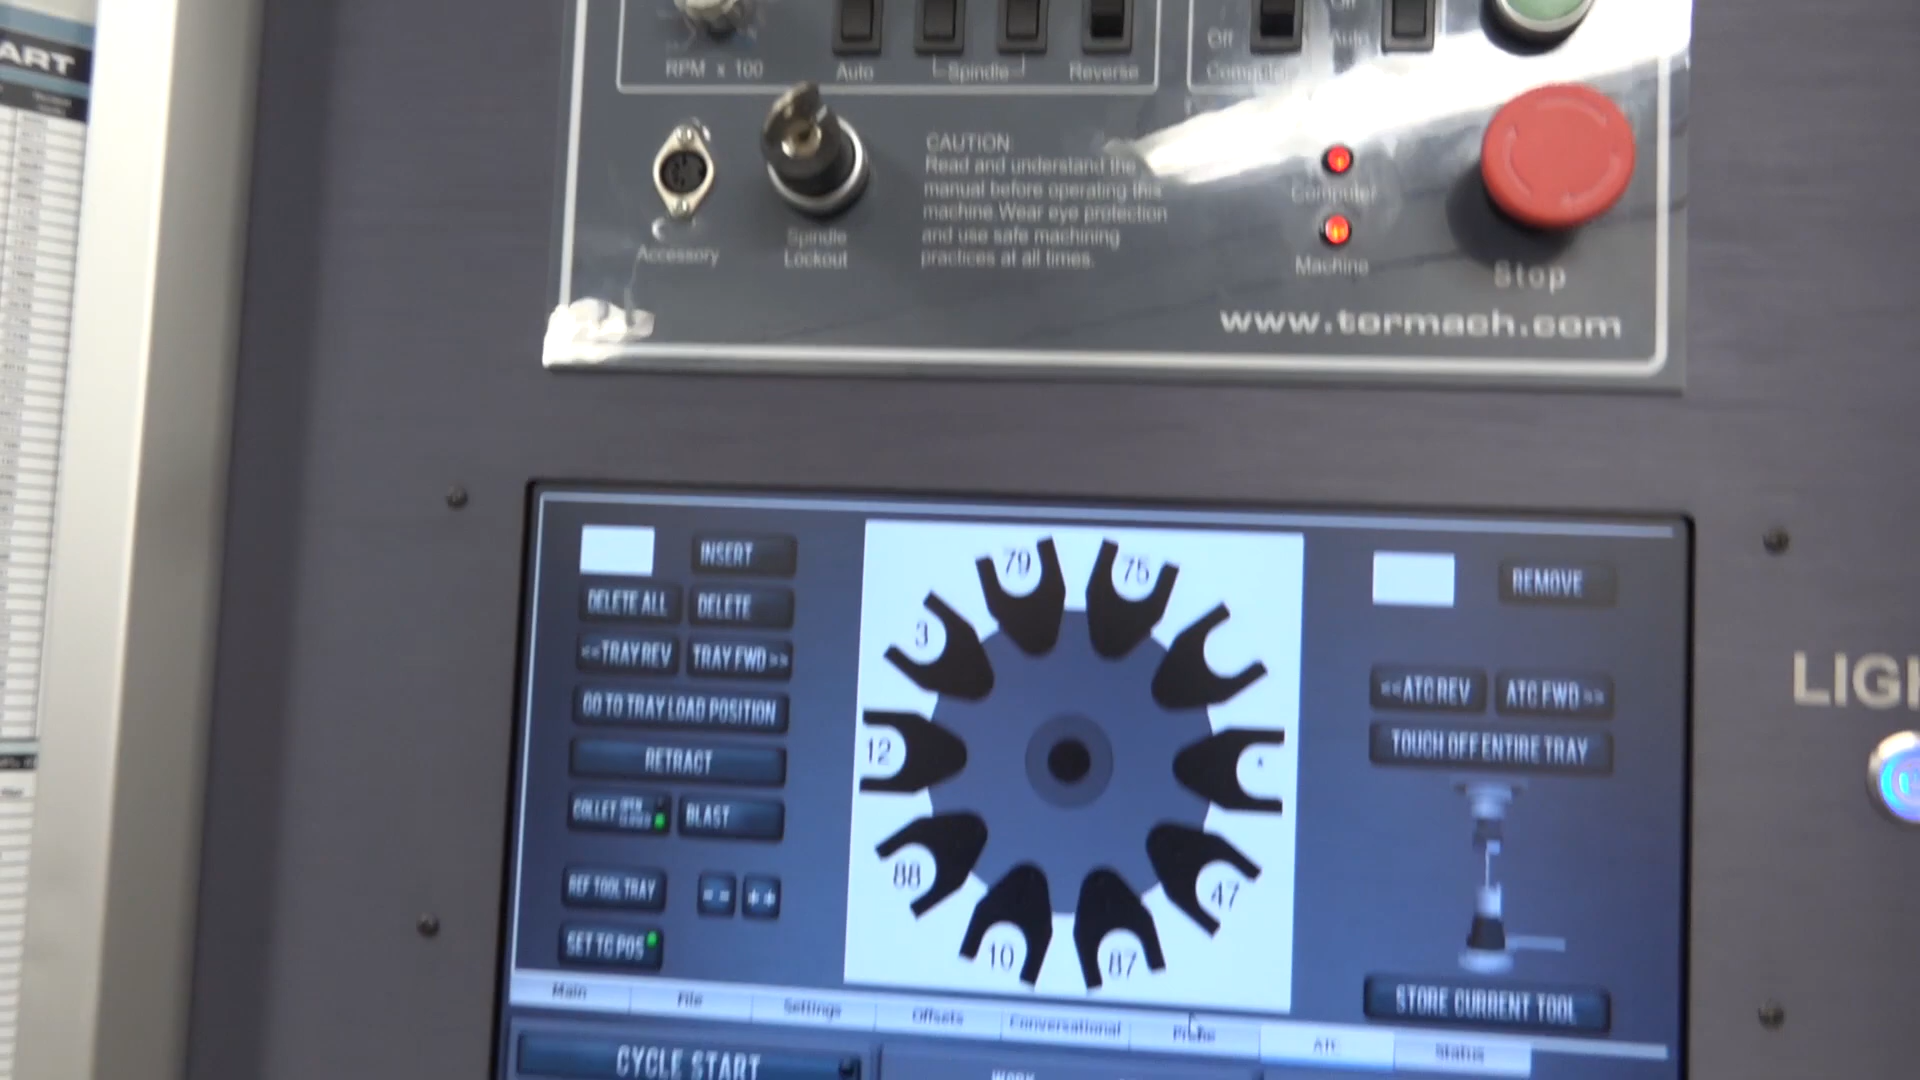 ART
RPM x 100
Auto
Spindle
Reverse
Off
Computer
Auto
Accessory
Spindle
Lockout
CAUTION
Read and understand the
manual before operating this
machine. Wear eye protection
and use safe machining
practices at all times.
Computer
Machine
Stop
www.tormach.com
INSERT
DELETE ALL
DELETE
<<TRAY REV
TRAY FWD >>
GO TO TRAY LOAD POSITION
RETRACT
COLLET
BLAST
REF TOOL TRAY
--
++
SET TC POS
79
75
3
12
88
47
10
87
REMOVE
<<ATC REV
ATC FWD >>
TOUCH OFF ENTIRE TRAY
STORE CURRENT TOOL
LIGH
Main
File
Settings
Offsets
Conversational
Probe
ATC
Status
CYCLE START
WORK